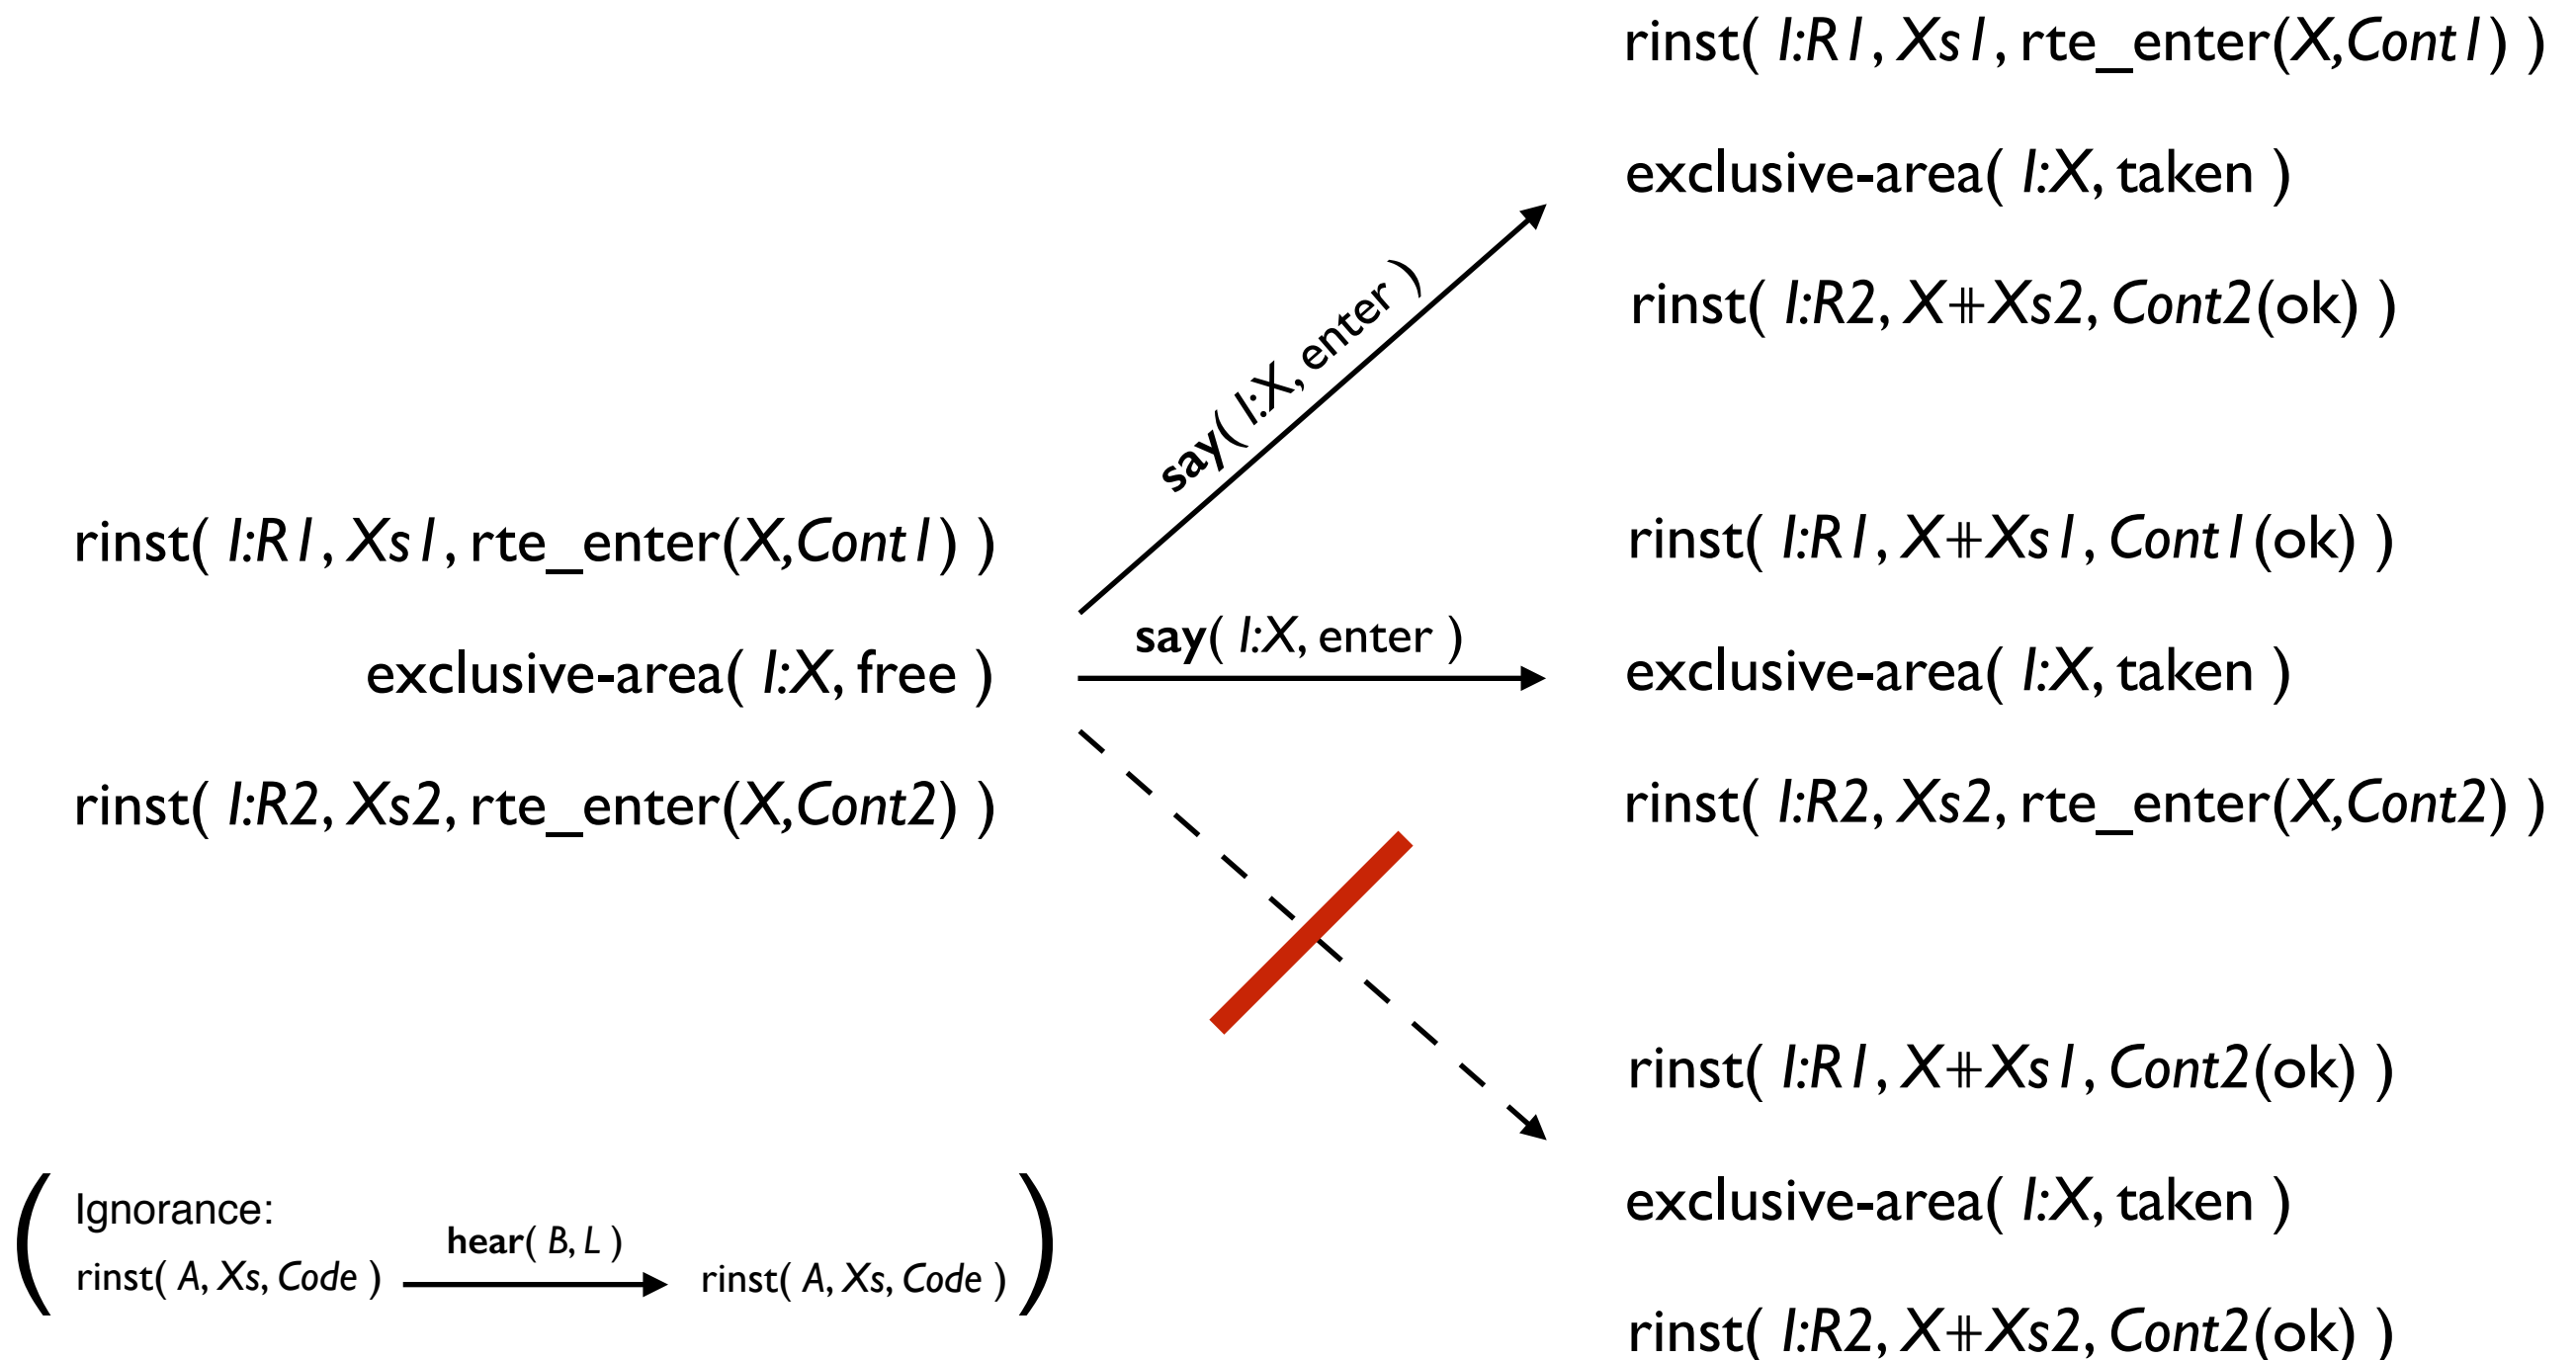 rinst( I:R1, Xs1, rte_enter(X,Cont1) )
exclusive-area( I:X, taken )
rinst( I:R2, X⧺Xs2, Cont2(ok) )
say( I:X, enter )
rinst( I:R1, Xs1, rte_enter(X,Cont1) )
exclusive-area( I:X, free )
rinst( I:R2, Xs2, rte_enter(X,Cont2) )
say( I:X, enter )
rinst( I:R1, X⧺Xs1, Cont1(ok) )
exclusive-area( I:X, taken )
rinst( I:R2, Xs2, rte_enter(X,Cont2) )
rinst( I:R1, X⧺Xs1, Cont2(ok) )
exclusive-area( I:X, taken )
rinst( I:R2, X⧺Xs2, Cont2(ok) )
( Ignorance:
hear( B, L )
rinst( A, Xs, Code )
rinst( A, Xs, Code ) )